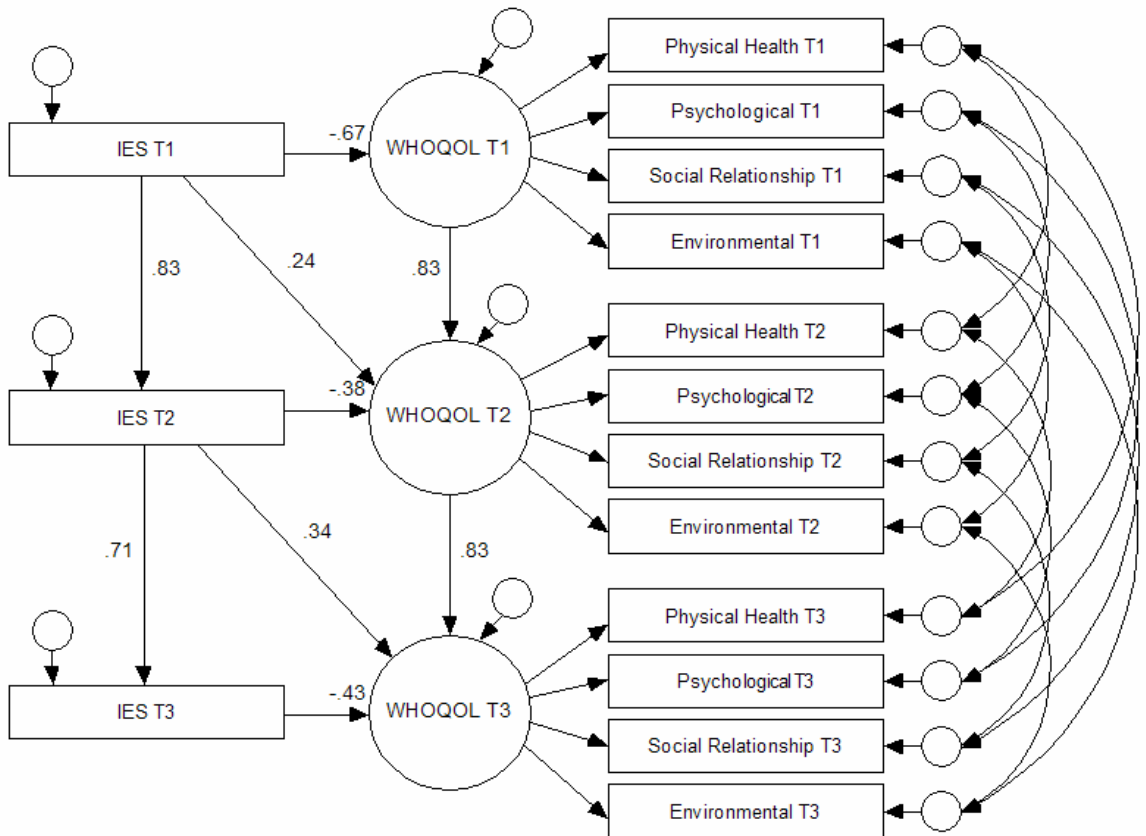 Physical Health T1
Psychological T1
-.67
WHOQOL T1
IES T1
Social Relationship T1
Environmental T1
.83
.24
.83
Physical Health T2
Psychological T2
-.38
WHOQOL T2
IES T2
Social Relationship T2
Environmental T2
.71
.34
.83
Physical Health T3
Psychological T3
-.43
WHOQOL T3
IES T3
Social Relationship T3
Environmental T3